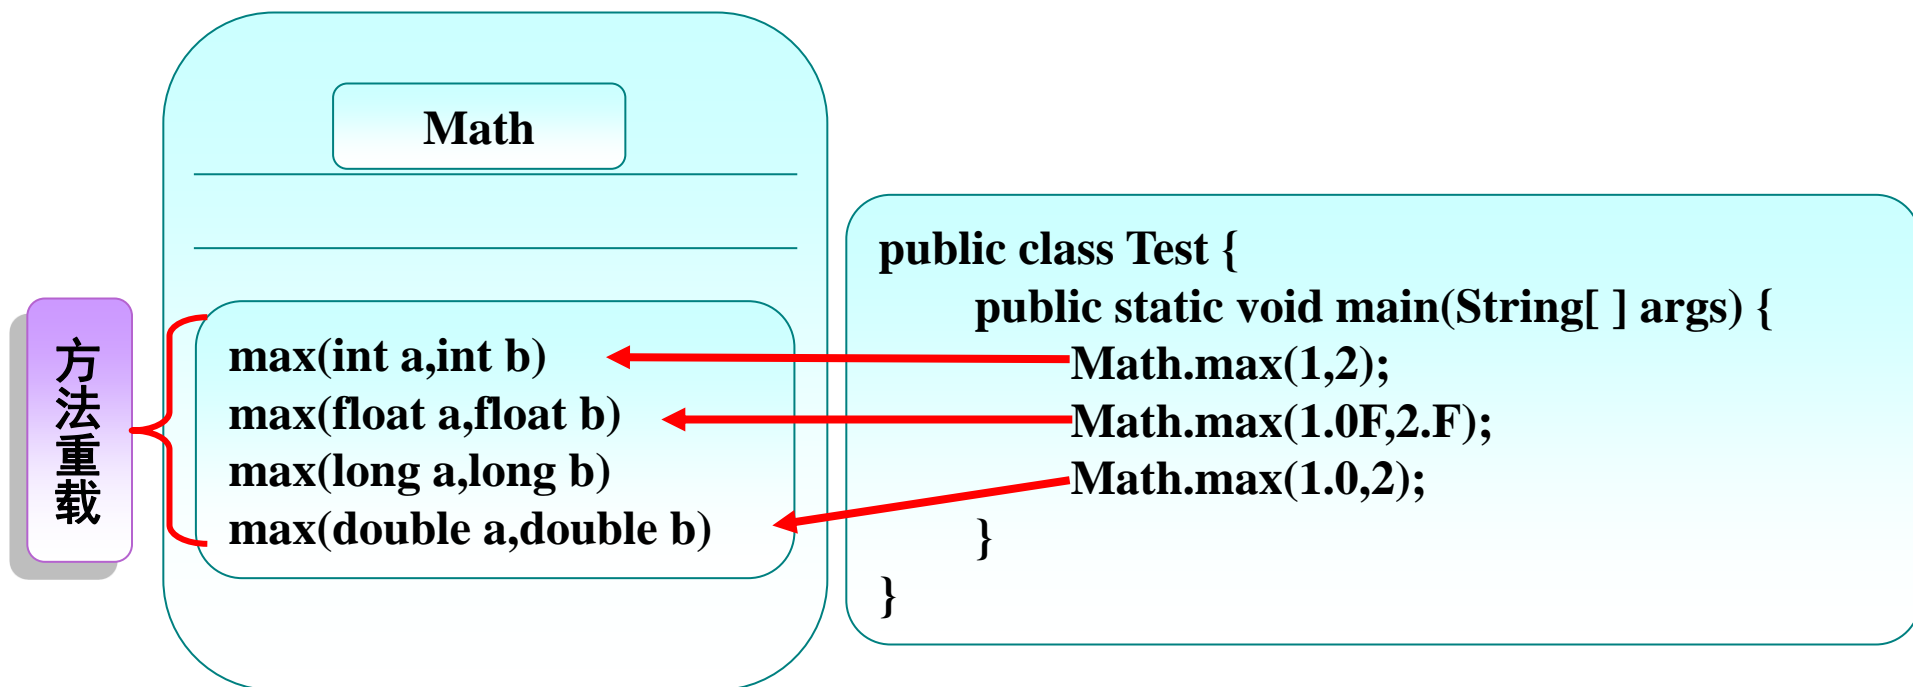 Math
方法重载
max(int a,int b)
max(float a,float b)
max(long a,long b)
max(double a,double b)
public class Test {
public static void main(String[ ] args) {
Math.max(1,2);
Math.max(1.0F,2.F);
Math.max(1.0,2);
}
}